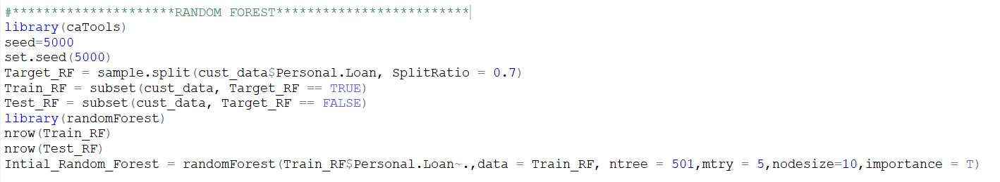 #*********************RANDOM FOREST*************************
library(caTools)
seed=5000
set.seed(5000)
Target_RF = sample.split(cust_data$Personal.Loan, SplitRatio = 0.7)
Train_RF = subset(cust_data, Target_RF == TRUE)
Test_RF = subset(cust_data, Target_RF == FALSE)
library(randomForest)
nrow(Train_RF)
nrow(Test_RF)
Intial_Random_Forest = randomForest(Train_RF$Personal.Loan~.,data = Train_RF, ntree = 501,mtry = 5,nodesize=10,importance = T)